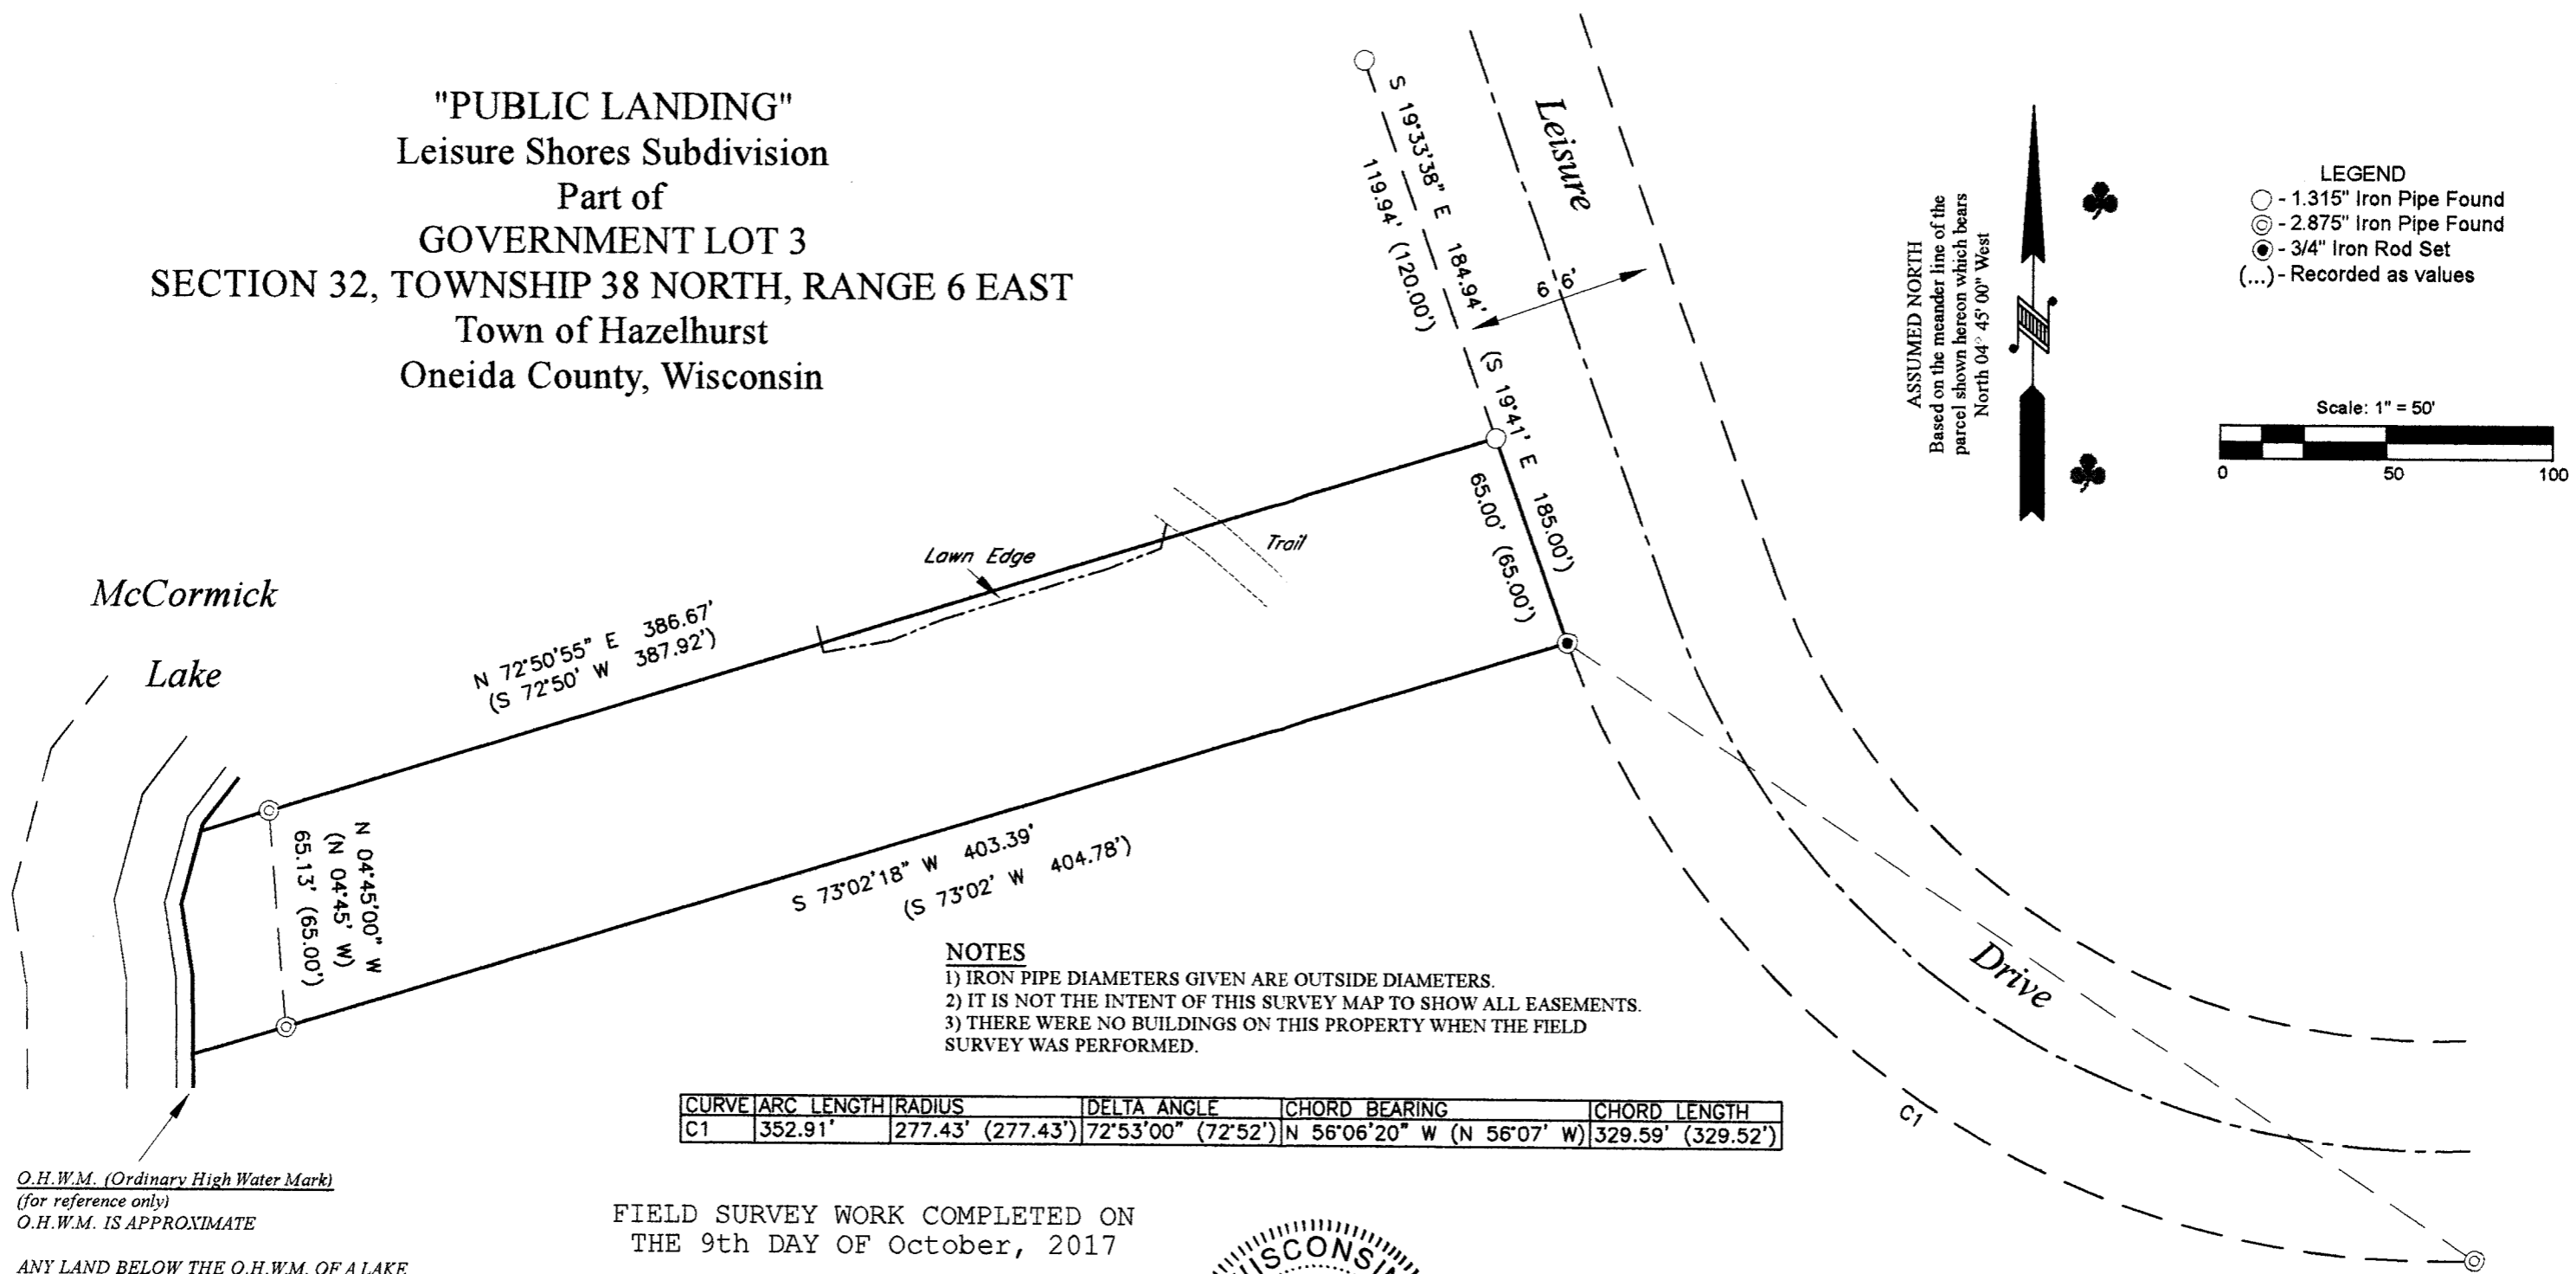 "PUBLIC LANDING"
Leisure Shores Subdivision
Part of
GOVERNMENT LOT 3
SECTION 32, TOWNSHIP 38 NORTH, RANGE 6 EAST
Town of Hazelhurst
Oneida County, Wisconsin
S 19°33'38" E 184.94'
119.94' (120.00')
(S 19°41' E 185.00')
65.00' (65.00')
66'
Leisure
Drive
ASSUMED NORTH
Based on the meander line of the
parcel shown hereon which bears
North 04° 45' 00" West
LEGEND
- 1.315" Iron Pipe Found
- 2.875" Iron Pipe Found
- 3/4" Iron Rod Set
(...) - Recorded as values
Scale: 1" = 50'
0 50 100
McCormick
Lake
Lawn Edge
Trail
N 72°50'55" E 386.67'
(S 72°50' W 387.92')
N 04°45'00" W
(N 04°45' W)
65.13' (65.00')
S 73°02'18" W 403.39'
(S 73°02' W 404.78')
NOTES
1) IRON PIPE DIAMETERS GIVEN ARE OUTSIDE DIAMETERS.
2) IT IS NOT THE INTENT OF THIS SURVEY MAP TO SHOW ALL EASEMENTS.
3) THERE WERE NO BUILDINGS ON THIS PROPERTY WHEN THE FIELD
SURVEY WAS PERFORMED.
CURVE ARC LENGTH RADIUS DELTA ANGLE CHORD BEARING CHORD LENGTH
C1 352.91' 277.43' (277.43') 72°53'00" (72°52') N 56°06'20" W (N 56°07' W) 329.59' (329.52')
C1
O.H.W.M. (Ordinary High Water Mark)
(for reference only)
O.H.W.M. IS APPROXIMATE
ANY LAND BELOW THE O.H.W.M. OF A LAKE
FIELD SURVEY WORK COMPLETED ON
THE 9th DAY OF October, 2017